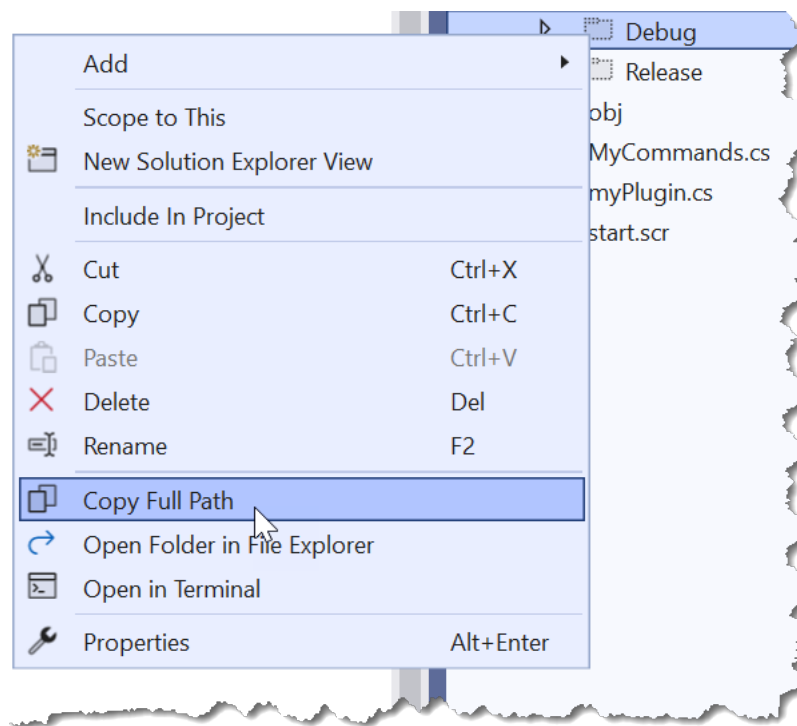 Debug
Release
obj
MyCommands.cs
myPlugin.cs
start.scr
Add
Scope to This
New Solution Explorer View
Include In Project
Cut Ctrl+X
Copy Ctrl+C
Paste Ctrl+V
Delete Del
Rename F2
Copy Full Path
Open Folder in File Explorer
Open in Terminal
Properties Alt+Enter